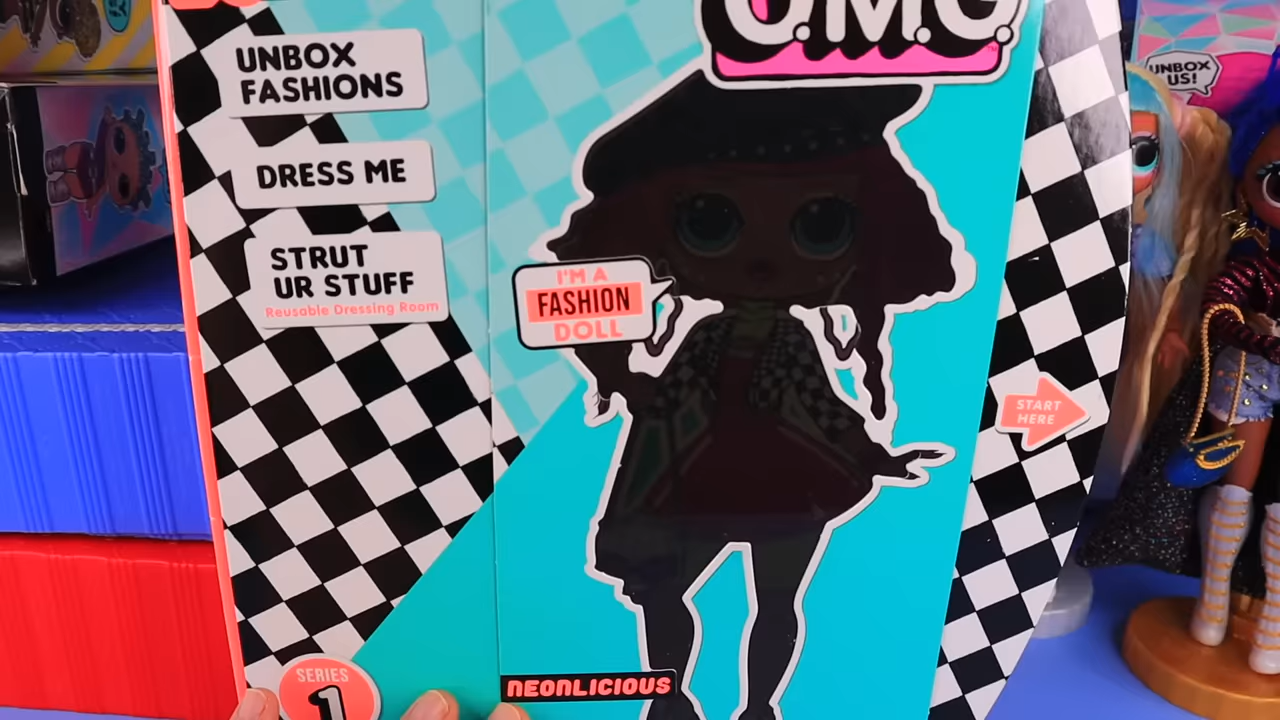 O.M.G.
UNBOX
FASHIONS
DRESS ME
STRUT
UR STUFF
Reusable Dressing Room
I'M A
FASHION
DOLL
START
HERE
UNBOX
US!
SERIES
1
NEONLICIOUS